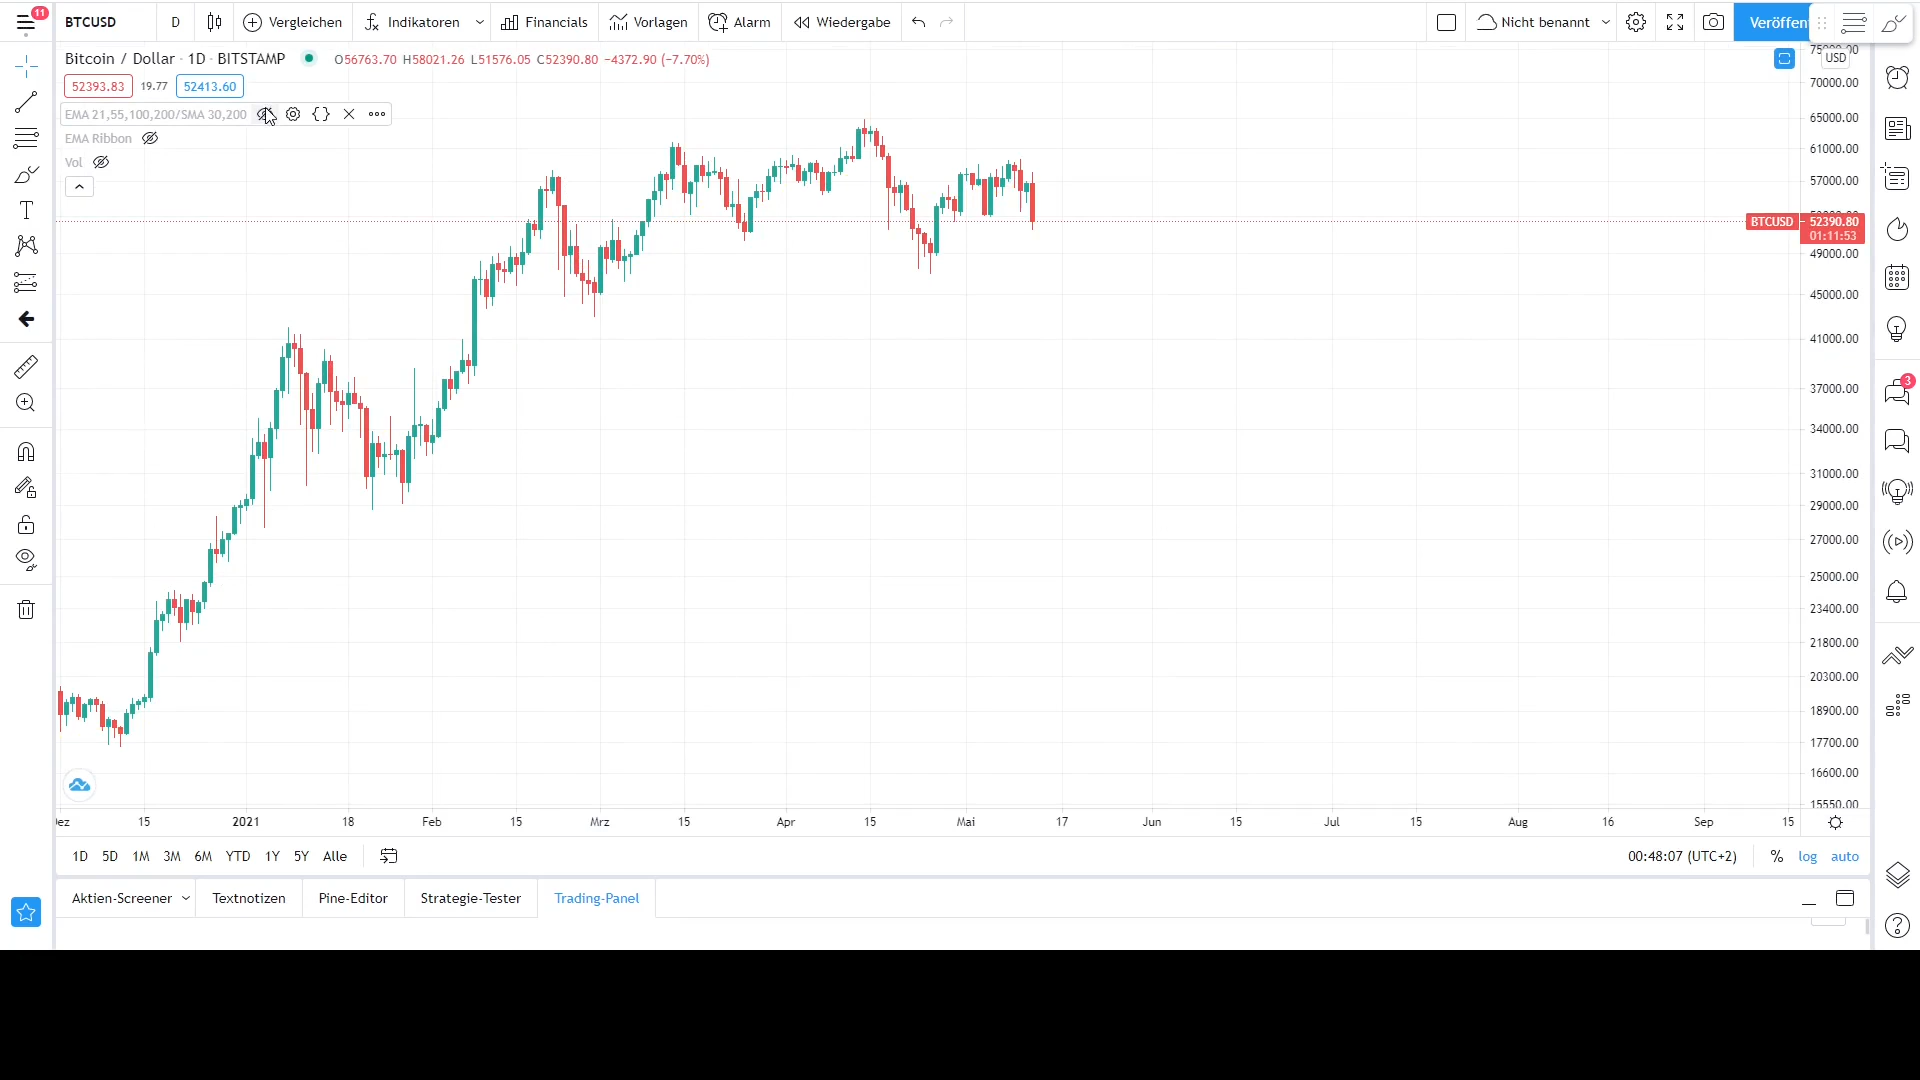 11
BTCUSD D Vergleichen Indikatoren Financials Vorlagen Alarm Wiedergabe Nicht benannt
Bitcoin / Dollar · 1D · BITSTAMP O56763.70 H58021.26 L51576.05 C52390.80 −4372.90 (−7.70%)
52393.83 19.77 52413.60
EMA 21,55,100,200/SMA 30,200
EMA Ribbon
Vol
USD
70000.00
65000.00
61000.00
57000.00
BTCUSD 52390.80
01:11:53
49000.00
45000.00
41000.00
37000.00
34000.00
31000.00
29000.00
27000.00
25000.00
23400.00
21800.00
20300.00
18900.00
17700.00
16600.00
15550.00
3
15 2021 18 Feb 15 Mrz 15 Apr 15 Mai 17 Jun 15 Jul 15 Aug 16 Sep 15
1D 5D 1M 3M 6M YTD 1Y 5Y Alle 00:48:07 (UTC+2) % log auto
Aktien-Screener Textnotizen Pine-Editor Strategie-Tester Trading-Panel